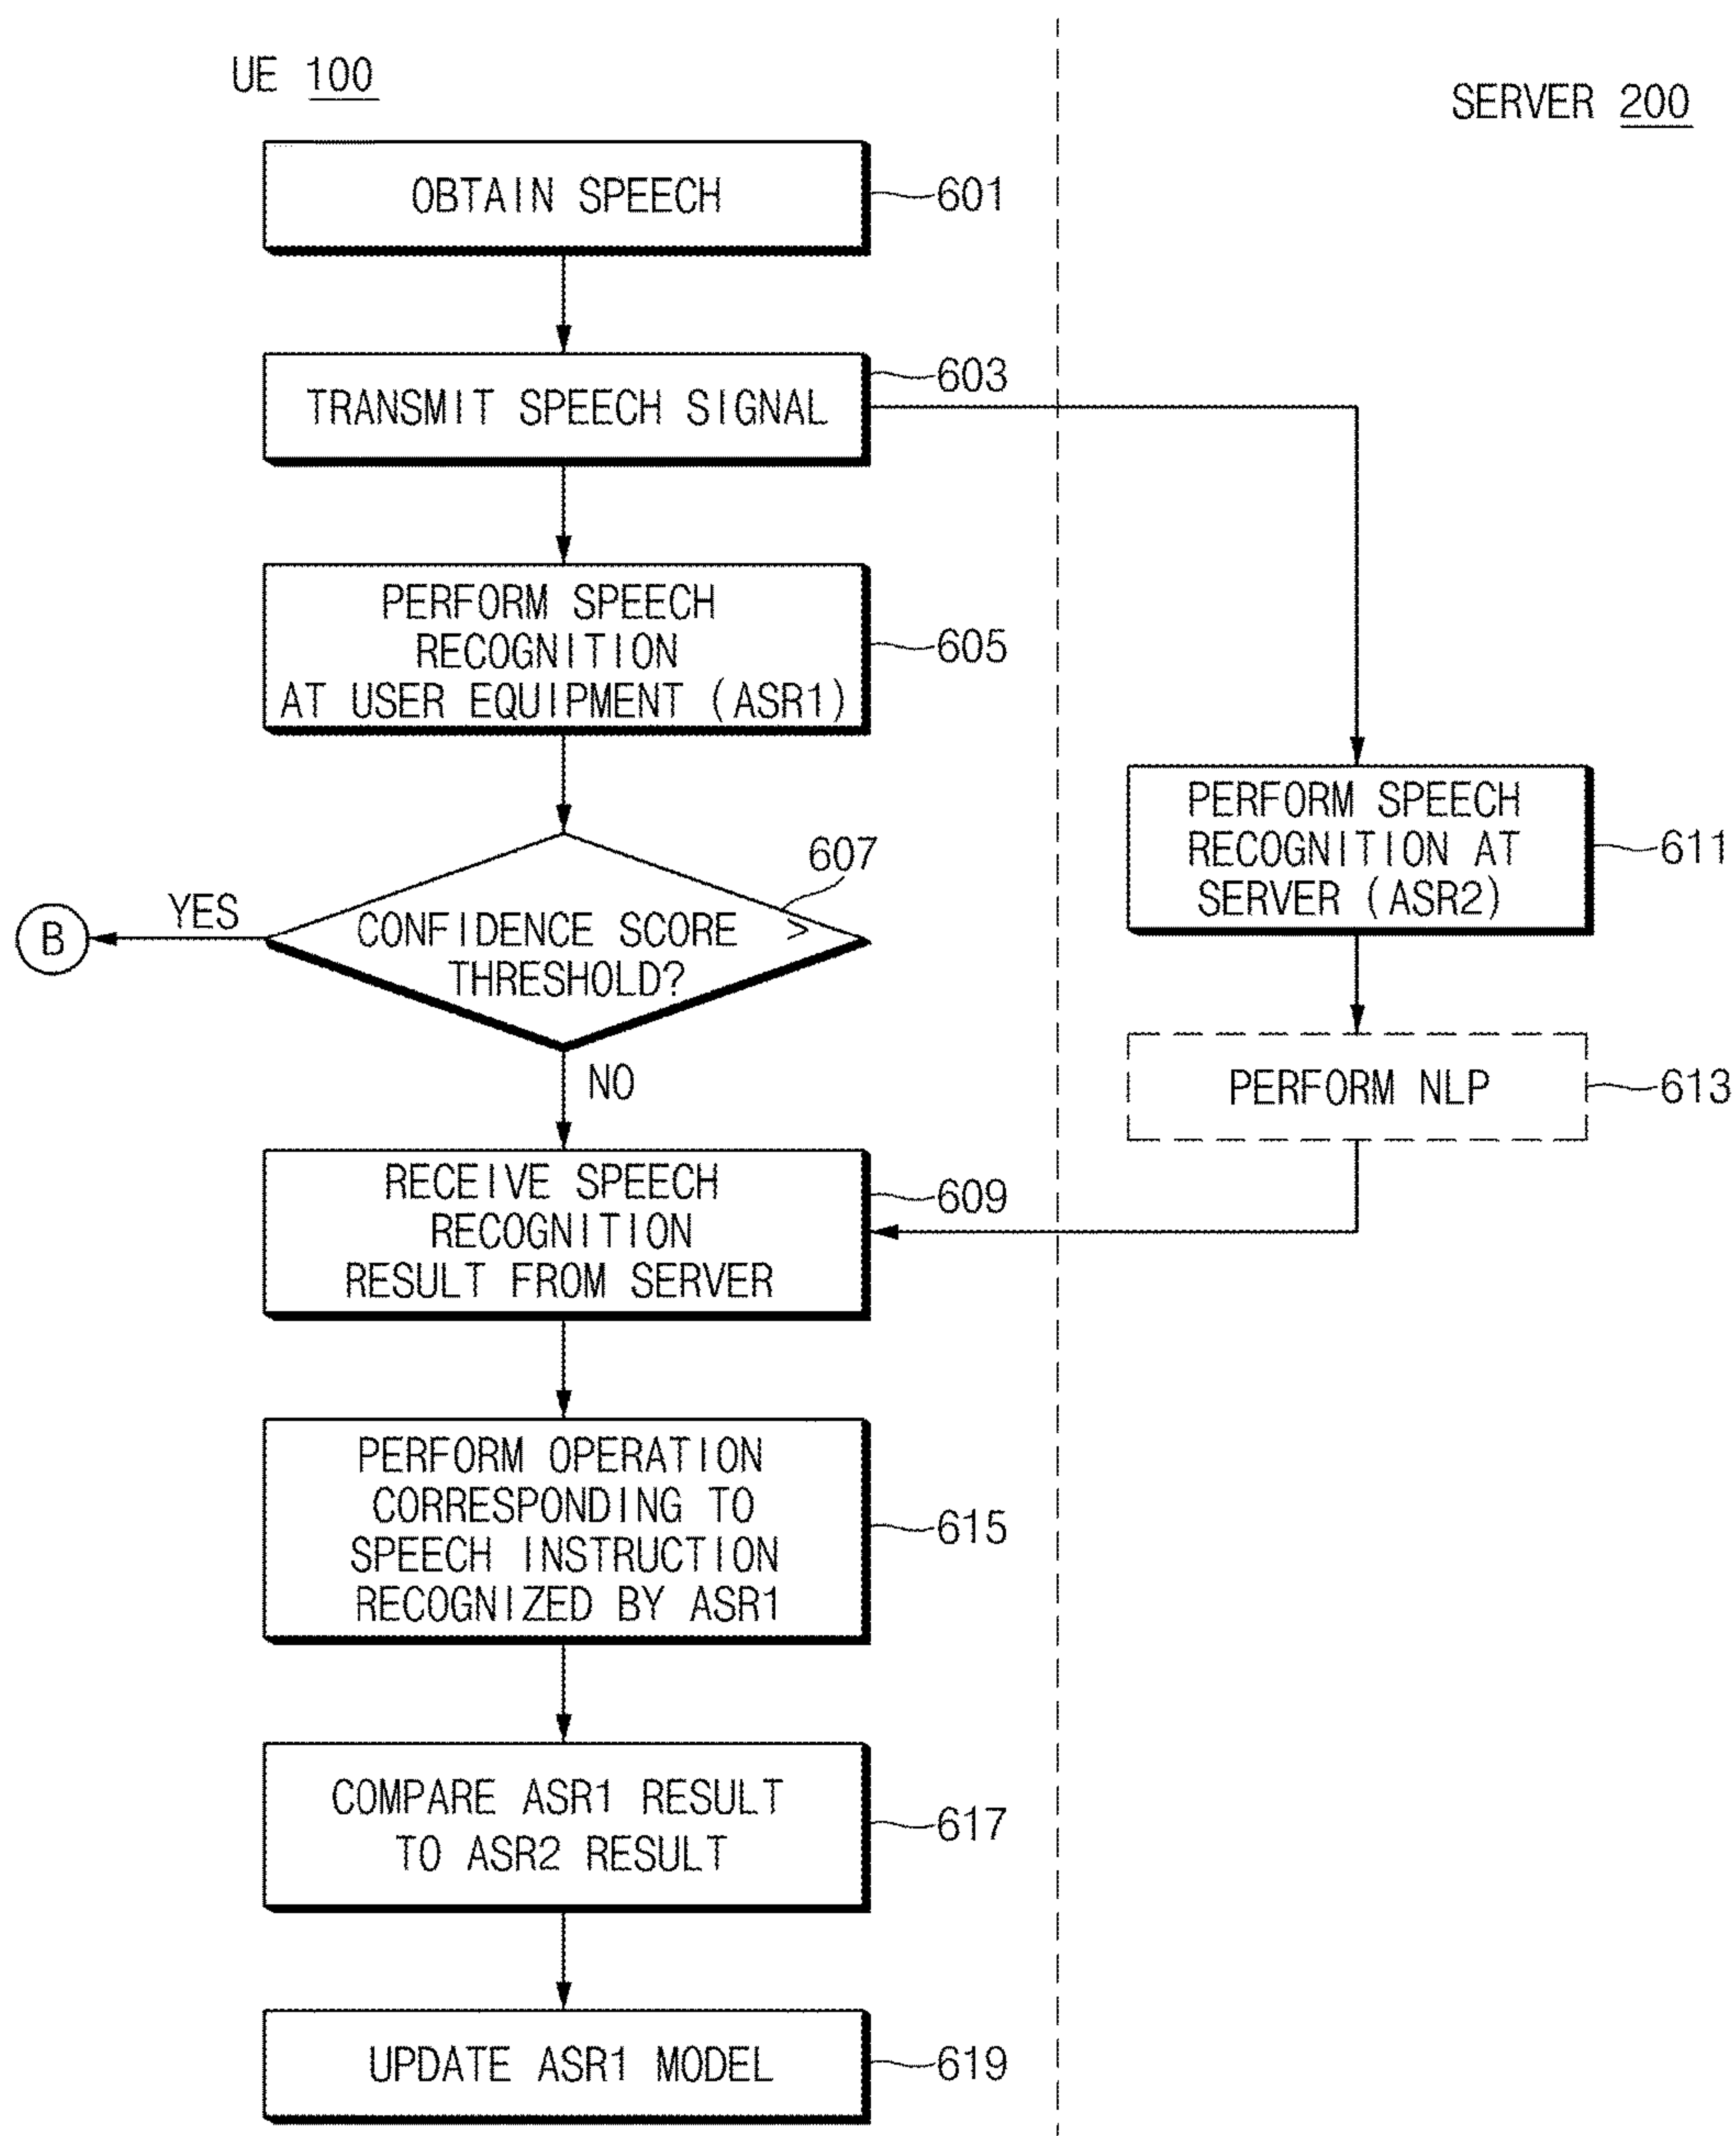 UE 100
SERVER 200
OBTAIN SPEECH
601
TRANSMIT SPEECH SIGNAL
603
PERFORM SPEECH
RECOGNITION
AT USER EQUIPMENT (ASR1)
605
607
CONFIDENCE SCORE >
THRESHOLD?
YES
B
NO
PERFORM SPEECH
RECOGNITION AT
SERVER (ASR2)
611
PERFORM NLP
613
RECEIVE SPEECH
RECOGNITION
RESULT FROM SERVER
609
PERFORM OPERATION
CORRESPONDING TO
SPEECH INSTRUCTION
RECOGNIZED BY ASR1
615
COMPARE ASR1 RESULT
TO ASR2 RESULT
617
UPDATE ASR1 MODEL
619